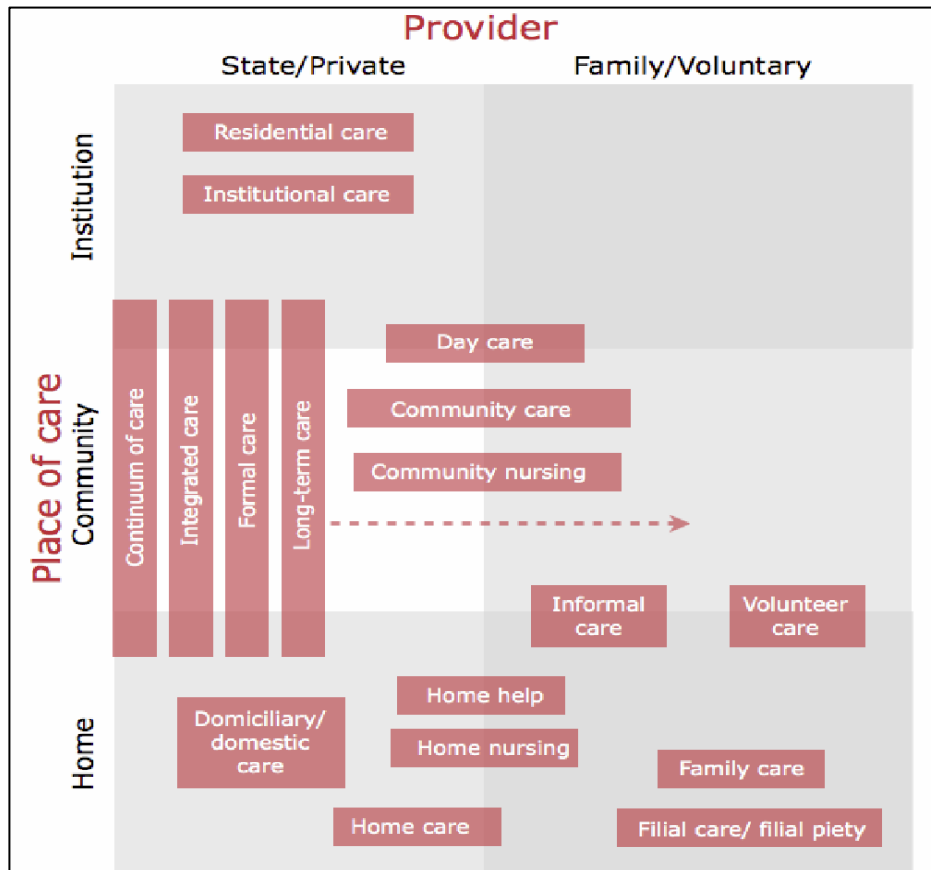 Provider
State/Private
Family/Voluntary
Place of care
Institution
Residential care
Institutional care
Community
Continuum of care
Integrated care
Formal care
Long-term care
Day care
Community care
Community nursing
Informal
care
Volunteer
care
Home
Home help
Domiciliary/
domestic
care
Home nursing
Family care
Home care
Filial care/ filial piety